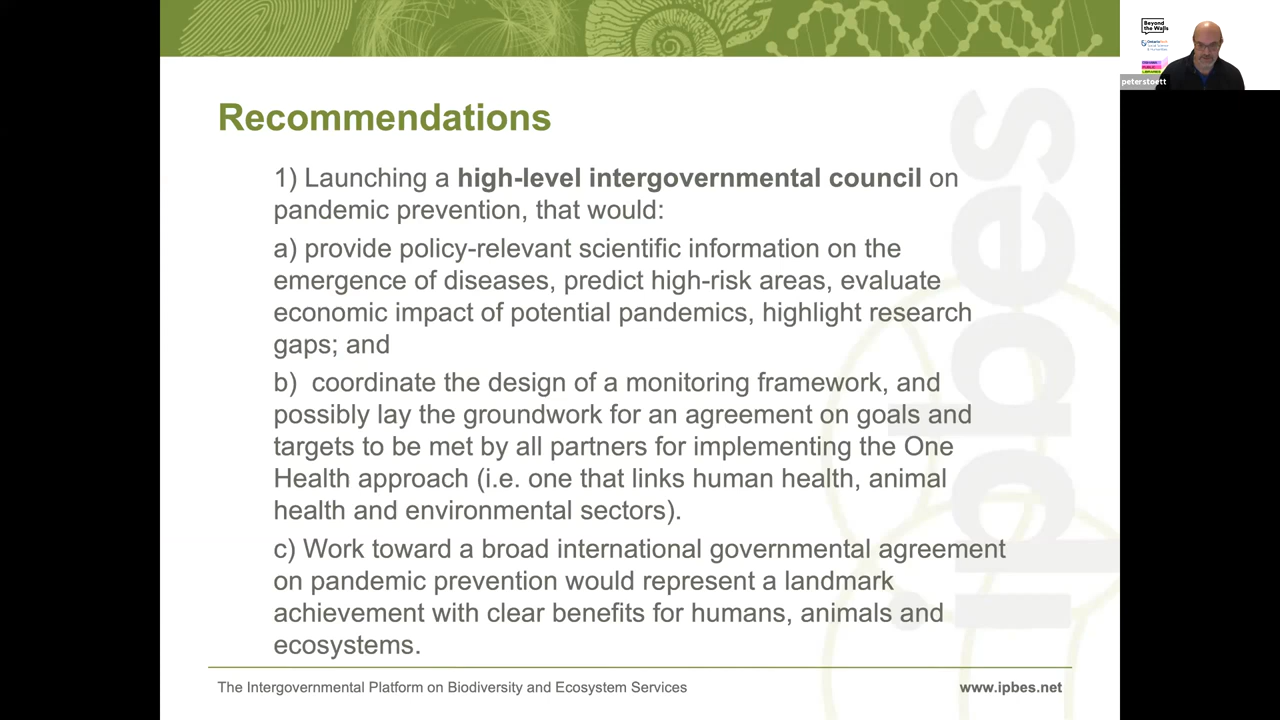 Recommendations
1) Launching a high-level intergovernmental council on
pandemic prevention, that would:
a) provide policy-relevant scientific information on the
emergence of diseases, predict high-risk areas, evaluate
economic impact of potential pandemics, highlight research
gaps; and
b) coordinate the design of a monitoring framework, and
possibly lay the groundwork for an agreement on goals and
targets to be met by all partners for implementing the One
Health approach (i.e. one that links human health, animal
health and environmental sectors).
c) Work toward a broad international governmental agreement
on pandemic prevention would represent a landmark
achievement with clear benefits for humans, animals and
ecosystems.
The Intergovernmental Platform on Biodiversity and Ecosystem Services
www.ipbes.net
ipbes
Beyond
the Walls
peterstoett